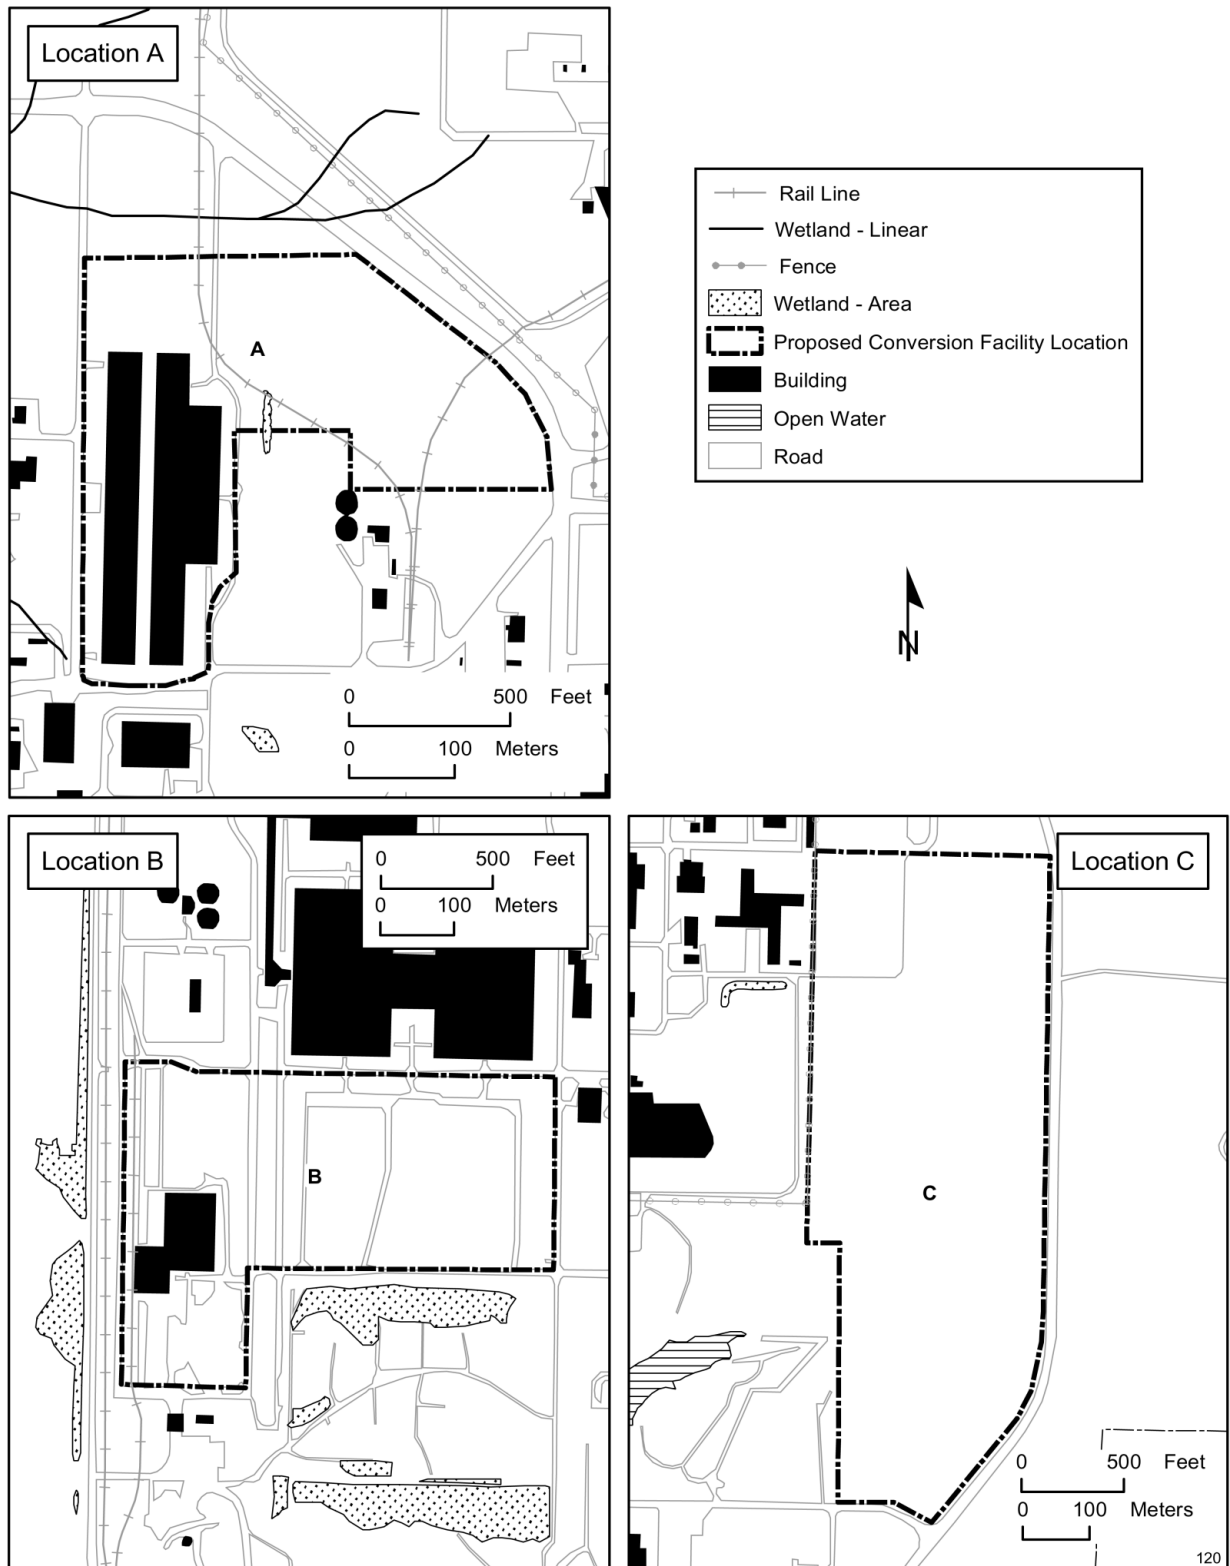 Location A
A
0 500 Feet
0 100 Meters
Rail Line
Wetland - Linear
Fence
Wetland - Area
Proposed Conversion Facility Location
Building
Open Water
Road
N
Location B
0 500 Feet
0 100 Meters
B
Location C
C
0 500 Feet
0 100 Meters
120